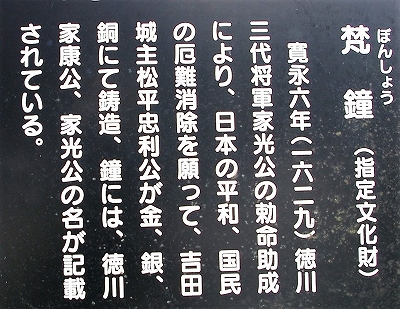 梵鐘（指定文化財）
ぼんしょう
寛永六年（一六二九）徳川
三代将軍家光公の勅命助成
により、日本の平和、国民
の厄難消除を願って、吉田
城主松平忠利公が金、銀、
銅にて鋳造、鐘には、徳川
家康公、家光公の名が記載
されている。